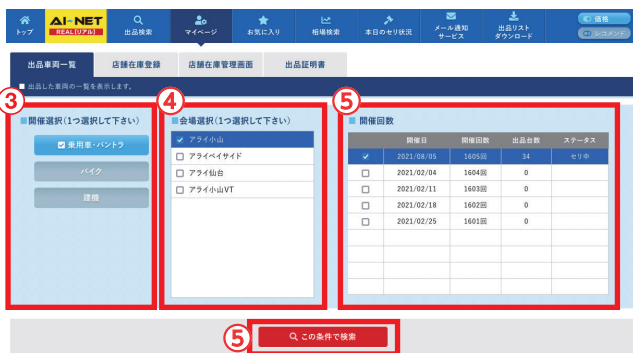 トップ
AI-NET
REAL[リアル]
出品検索
マイページ
お気に入り
相場検索
本日のセリ状況
メール通知
サービス
出品リスト
ダウンロード
価格
レコメンド
出品車両一覧 店舗在庫登録 店舗在庫管理画面 出品証明書
■ 出品した車両の一覧を表示します。
③
■開催選択(1つ選択して下さい)
乗用車・バントラ
バイク
建機
④
■会場選択(1つ選択して下さい)
アライ小山
アライベイサイド
アライ仙台
アライ小山VT
⑤
■ 開催回数
開催日 開催回数 出品台数 ステータス
2021/08/05 1605回 34 セリ中
2021/02/04 1604回 0
2021/02/11 1603回 0
2021/02/18 1602回 0
2021/02/25 1601回 0
⑤
この条件で検索